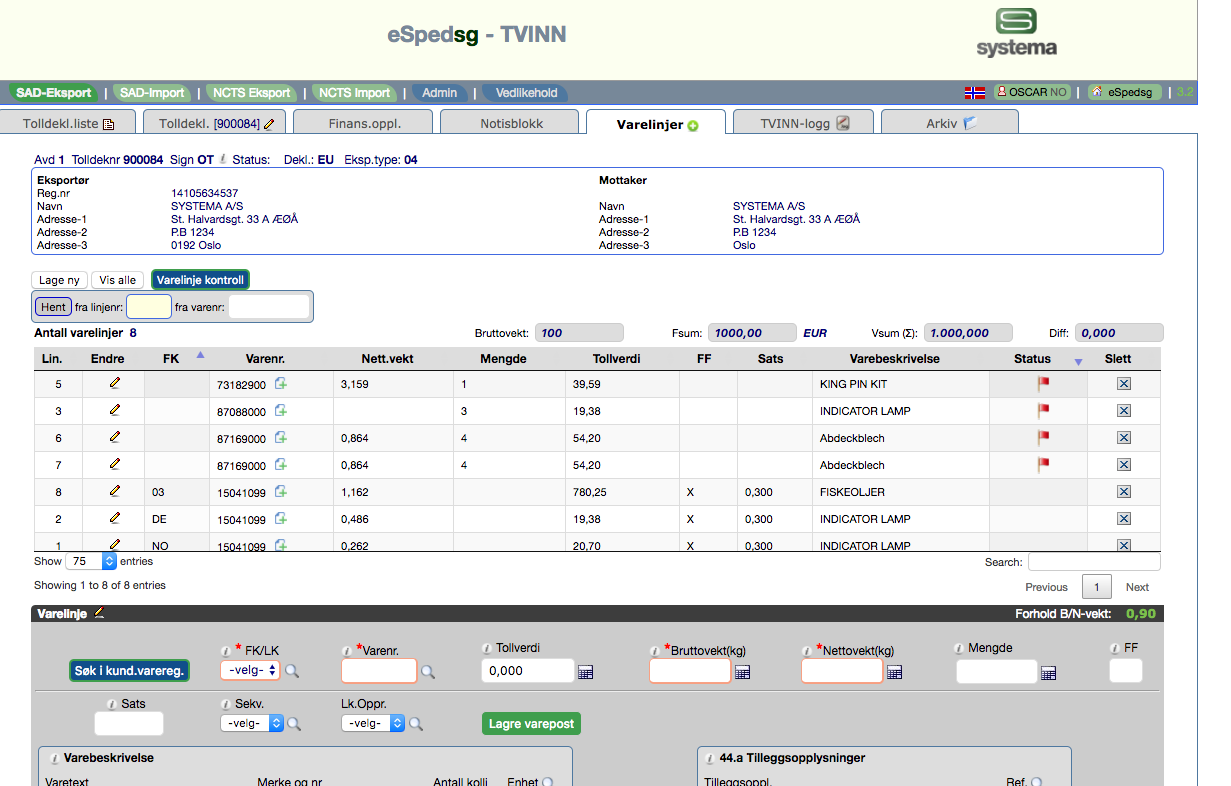 eSpedsg - TVINN
systema
SAD-Eksport | SAD-Import | NCTS Eksport | NCTS Import | Admin | Vedlikehold OSCAR NO | eSpedsg | 3.2
Tolldekl.liste Tolldekl. [900084] Finans.oppl. Notisblokk Varelinjer TVINN-logg Arkiv
Avd 1 Tolldeknr 900084 Sign OT Status: Dekl.: EU Eksp.type: 04
Eksportør Mottaker
Reg.nr 14105634537
Navn SYSTEMA A/S Navn SYSTEMA A/S
Adresse-1 St. Halvardsgt. 33 A ÆØÅ Adresse-1 St. Halvardsgt. 33 A ÆØÅ
Adresse-2 P.B 1234 Adresse-2 P.B 1234
Adresse-3 0192 Oslo Adresse-3 Oslo
Lage ny Vis alle Varelinje kontroll
Hent fra linjenr: fra varenr:
Antall varelinjer 8 Bruttovekt: 100 Fsum: 1000,00 EUR Vsum (Σ): 1.000,000 Diff: 0,000
Lin. Endre FK Varenr. Nett.vekt Mengde Tollverdi FF Sats Varebeskrivelse Status Slett
5 73182900 3,159 1 39,59 KING PIN KIT
3 87088000 3 19,38 INDICATOR LAMP
6 87169000 0,864 4 54,20 Abdeckblech
7 87169000 0,864 4 54,20 Abdeckblech
8 03 15041099 1,162 780,25 X 0,300 FISKEOLJER
2 DE 15041099 0,486 19,38 X 0,300 INDICATOR LAMP
1 NO 15041099 0,262 20,70 X 0,300 INDICATOR LAMP
Show 75 entries Search:
Showing 1 to 8 of 8 entries Previous 1 Next
Varelinje Forhold B/N-vekt: 0,90
Søk i kund.varereg. * FK/LK *Varenr. Tollverdi *Bruttovekt(kg) *Nettovekt(kg) Mengde FF
-velg- 0,000
Sats Sekv. Lk.Oppr.
-velg- -velg- Lagre varepost
Varebeskrivelse 44.a Tilleggsopplysninger
Varetext Merke og nr Antall kolli Enhet Tilleggsoppl. Ref.